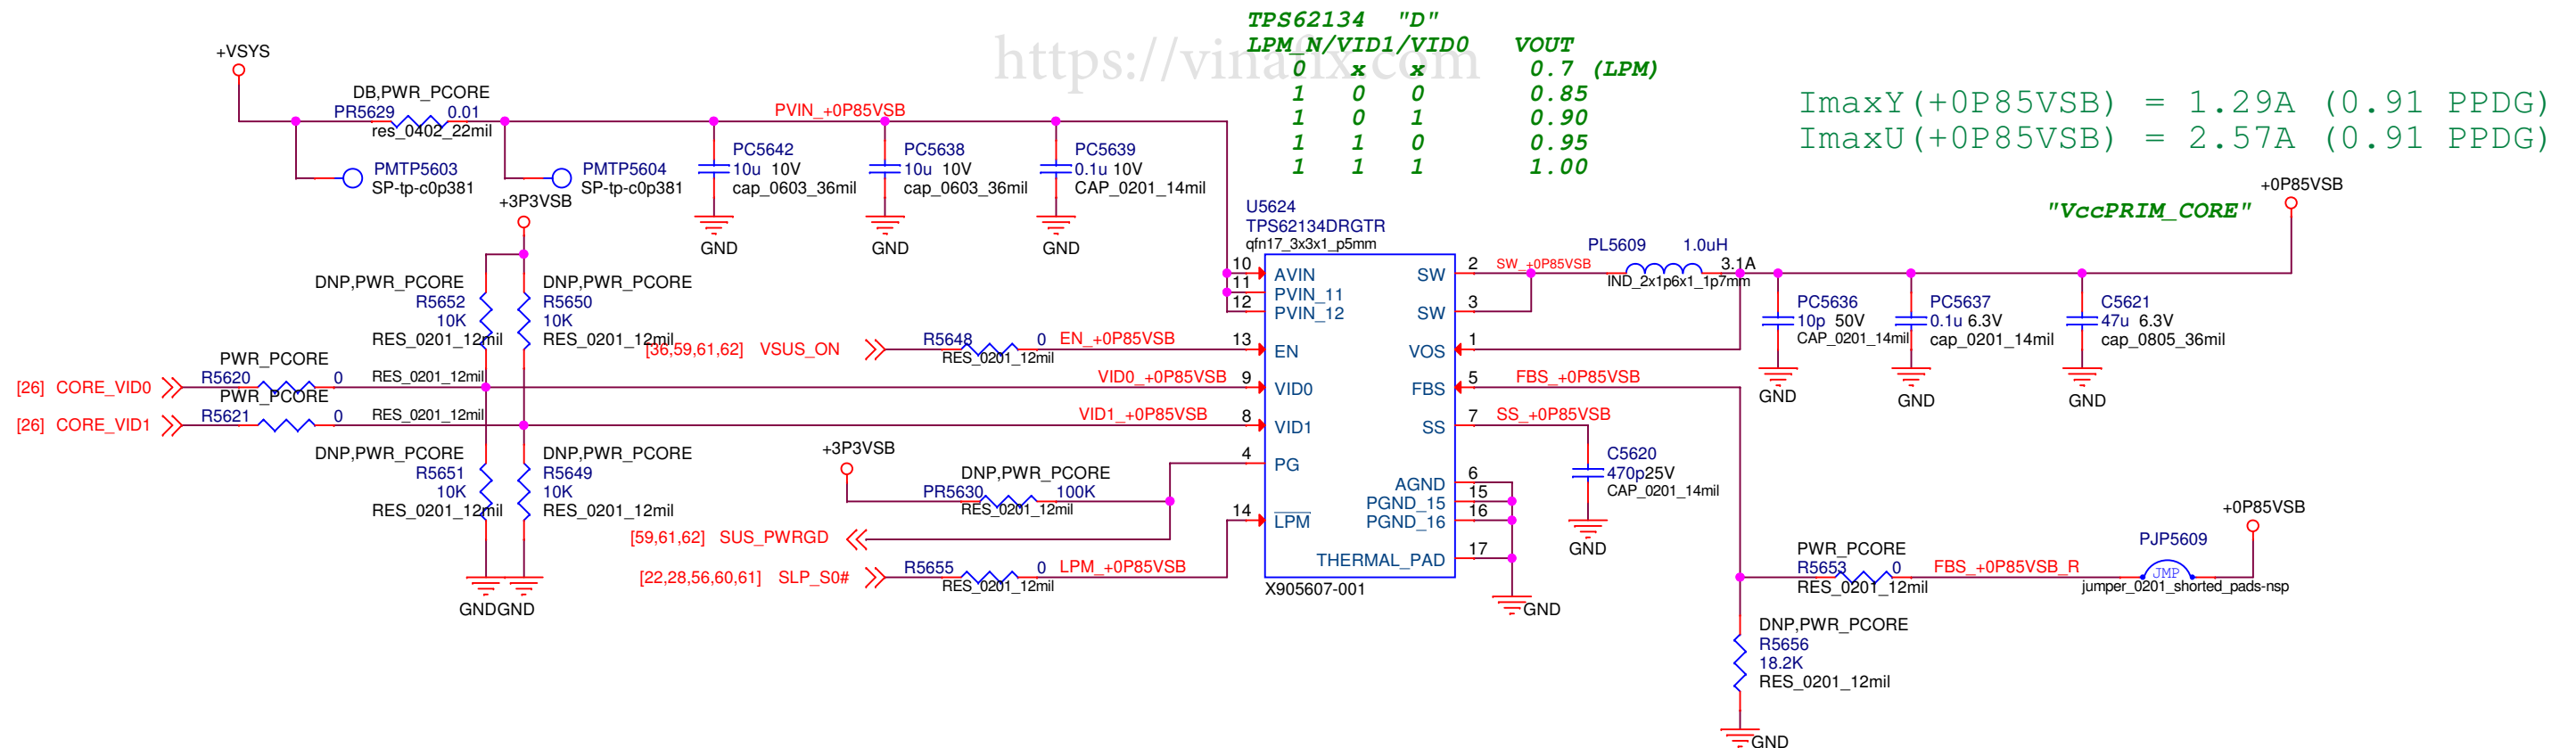 https://vinafix.com
TPS62134 "D"
LPM_N/VID1/VID0 VOUT
0 x x 0.7 (LPM)
1 0 0 0.85
1 0 1 0.90
1 1 0 0.95
1 1 1 1.00
ImaxY(+0P85VSB) = 1.29A (0.91 PPDG)
ImaxU(+0P85VSB) = 2.57A (0.91 PPDG)
+VSYS
DB,PWR_PCORE
PR5629 0.01
res_0402_22mil
PVIN_+0P85VSB
PMTP5603
SP-tp-c0p381
PMTP5604
SP-tp-c0p381
PC5642
10u 10V
cap_0603_36mil
GND
PC5638
10u 10V
cap_0603_36mil
GND
PC5639
0.1u 10V
CAP_0201_14mil
GND
+3P3VSB
DNP,PWR_PCORE
R5652
10K
RES_0201_12mil
DNP,PWR_PCORE
R5650
10K
RES_0201_12mil
[36,59,61,62] VSUS_ON
R5648 0
RES_0201_12mil
EN_+0P85VSB
PWR_PCORE
[26] CORE_VID0
R5620 0
RES_0201_12mil
VID0_+0P85VSB
PWR_PCORE
[26] CORE_VID1
R5621 0
RES_0201_12mil
VID1_+0P85VSB
DNP,PWR_PCORE
R5651
10K
RES_0201_12mil
DNP,PWR_PCORE
R5649
10K
RES_0201_12mil
GND
GND
+3P3VSB
DNP,PWR_PCORE
PR5630 100K
RES_0201_12mil
[59,61,62] SUS_PWRGD
[22,28,56,60,61] SLP_S0#
R5655 0
RES_0201_12mil
LPM_+0P85VSB
U5624
TPS62134DRGTR
qfn17_3x3x1_p5mm
10 AVIN
11 PVIN_11
12 PVIN_12
13 EN
9 VID0
8 VID1
4 PG
14 LPM
SW 2
SW 3
VOS 1
FBS 5
SS 7
AGND 6
PGND_15 15
PGND_16 16
THERMAL_PAD 17
X905607-001
GND
SW_+0P85VSB
PL5609 1.0uH
3.1A
IND_2x1p6x1_1p7mm
"VccPRIM_CORE"
+0P85VSB
PC5636
10p 50V
CAP_0201_14mil
GND
PC5637
0.1u 6.3V
cap_0201_14mil
GND
C5621
47u 6.3V
cap_0805_36mil
GND
FBS_+0P85VSB
SS_+0P85VSB
C5620
470p25V
CAP_0201_14mil
GND
PWR_PCORE
R5653 0
RES_0201_12mil
FBS_+0P85VSB_R
PJP5609
JMP
jumper_0201_shorted_pads-nsp
+0P85VSB
DNP,PWR_PCORE
R5656
18.2K
RES_0201_12mil
GND